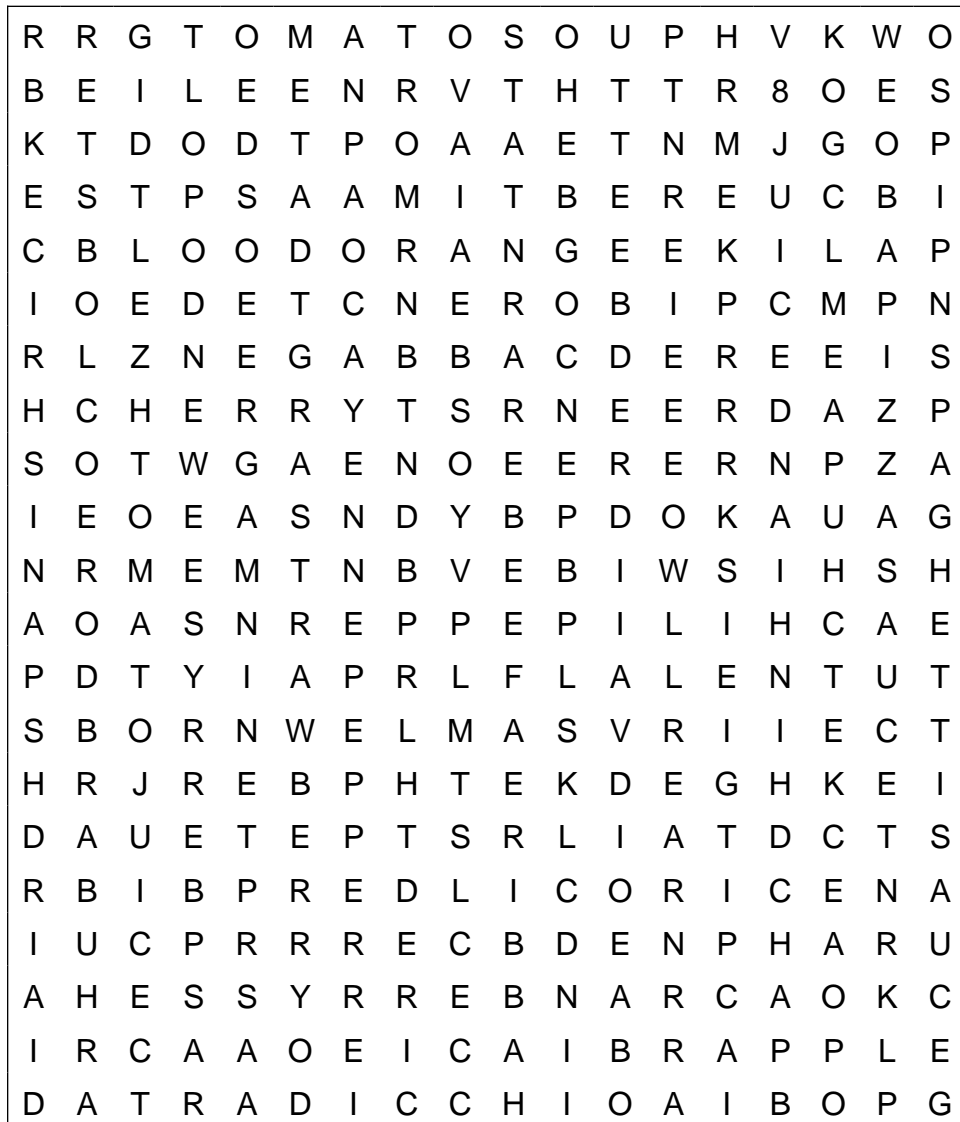 R R G T O M A T O S O U P H V K W O
B E I L E E N R V T H T T R 8 O E S
K T D O D T P O A A E T N M J G O P
E S T P S A A M I T B E R E U C B I
C B L O O D O R A N G E E K I L A P
I O E D E T C N E R O B I P C M P N
R L Z N E G A B B A C D E R E E I S
H C H E R R Y T S R N E E R D A Z P
S O T W G A E N O E E R E R N P Z A
I E O E A S N D Y B P D O K A U A G
N R M E M T N B V E B I W S I H S H
A O A S N R E P P E P I L I H C A E
P D T Y I A P R L F L A L E N T U T
S B O R N W E L M A S V R I I E C T
H R J R E B P H T E K D E G H K E I
D A U E T E P T S R L I A T D C T S
R B I B P R E D L I C O R I C E N A
I U C P R R R E C B D E N P H A R U
A H E S S Y R R E B N A R C A O K C
I R C A A O E I C A I B R A P P L E
D A T R A D I C C H I O A I B O P G